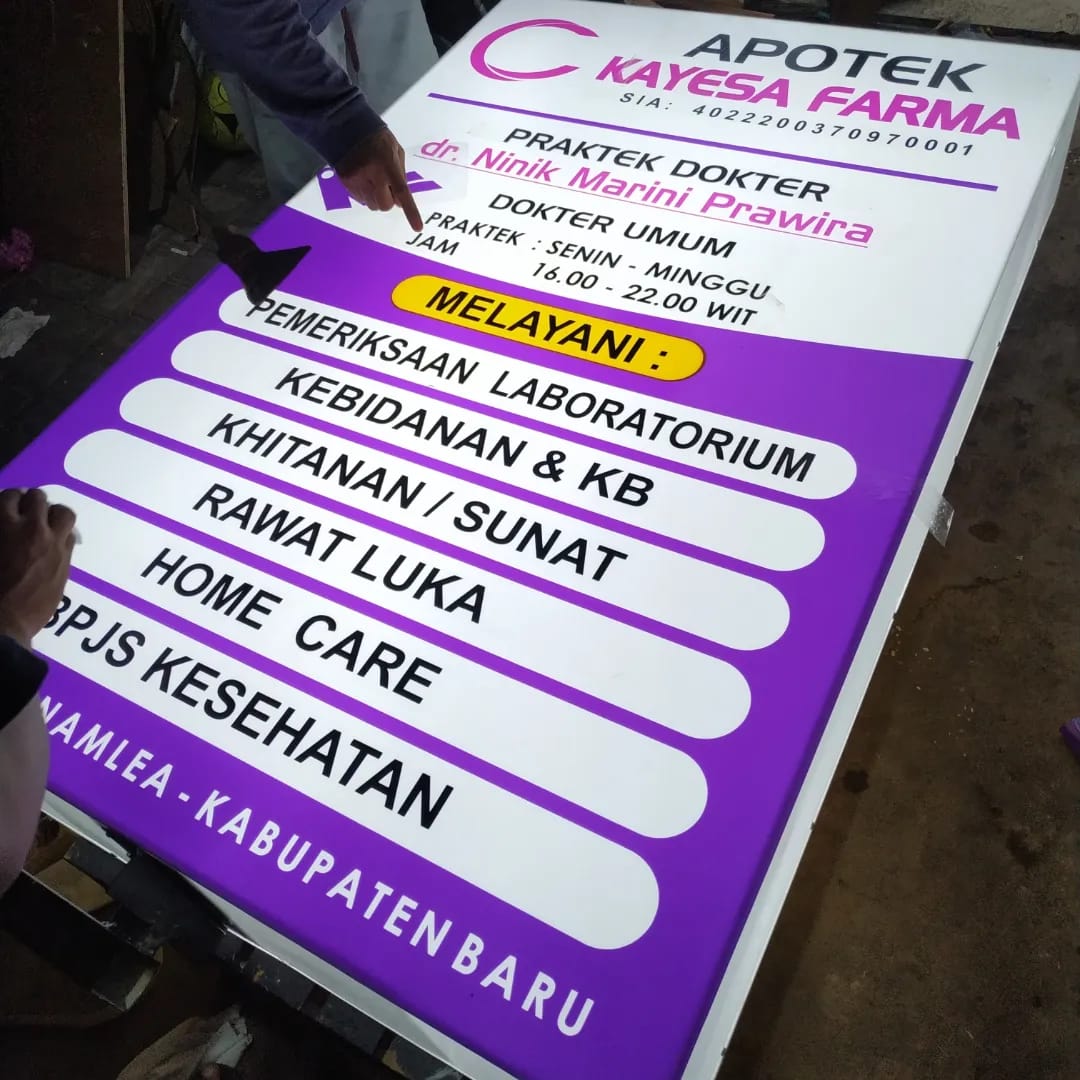 APOTEK
KAYESA FARMA
SIA: 4022200370970001
PRAKTEK DOKTER
dr. Ninik Marini Prawira
DOKTER UMUM
PRAKTEK : SENIN - MINGGU
JAM 16.00 - 22.00 WIT
MELAYANI :
PEMERIKSAAN LABORATORIUM
KEBIDANAN & KB
KHITANAN / SUNAT
RAWAT LUKA
HOME CARE
BPJS KESEHATAN
NAMLEA - KABUPATEN BARU